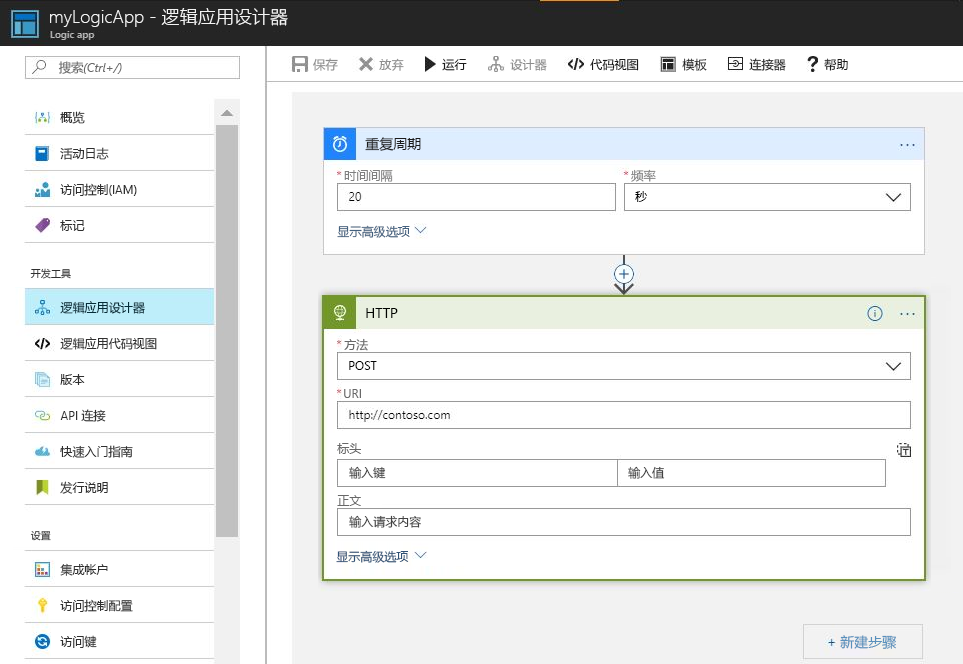 myLogicApp - 逻辑应用设计器
Logic app
搜索(Ctrl+/)
保存 放弃 运行 设计器 代码视图 模板 连接器 帮助
概览
活动日志
访问控制(IAM)
标记
开发工具
逻辑应用设计器
逻辑应用代码视图
版本
API 连接
快速入门指南
发行说明
设置
集成帐户
访问控制配置
访问键
重复周期 ...
*时间间隔 *频率
20 秒
显示高级选项
HTTP ...
*方法
POST
*URI
http://contoso.com
标头
输入键 输入值
正文
输入请求内容
显示高级选项
+ 新建步骤